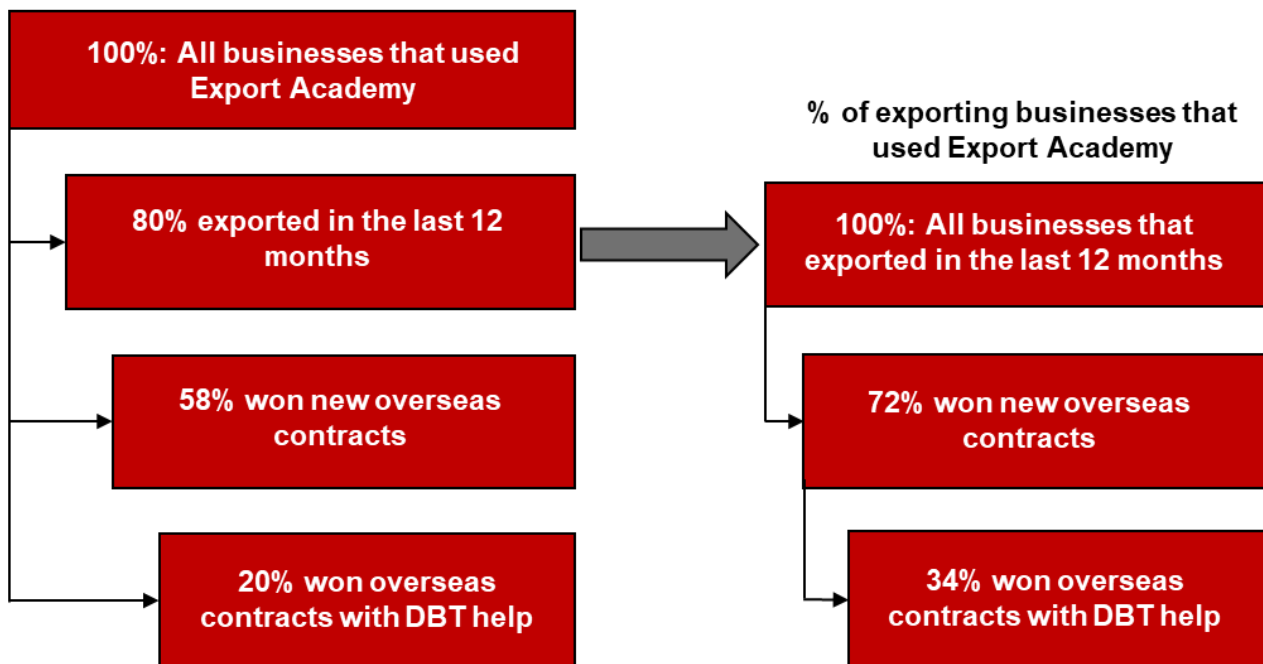 100%: All businesses that used
Export Academy
80% exported in the last 12
months
58% won new overseas
contracts
20% won overseas
contracts with DBT help
% of exporting businesses that
used Export Academy
100%: All businesses that
exported in the last 12 months
72% won new overseas
contracts
34% won overseas
contracts with DBT help